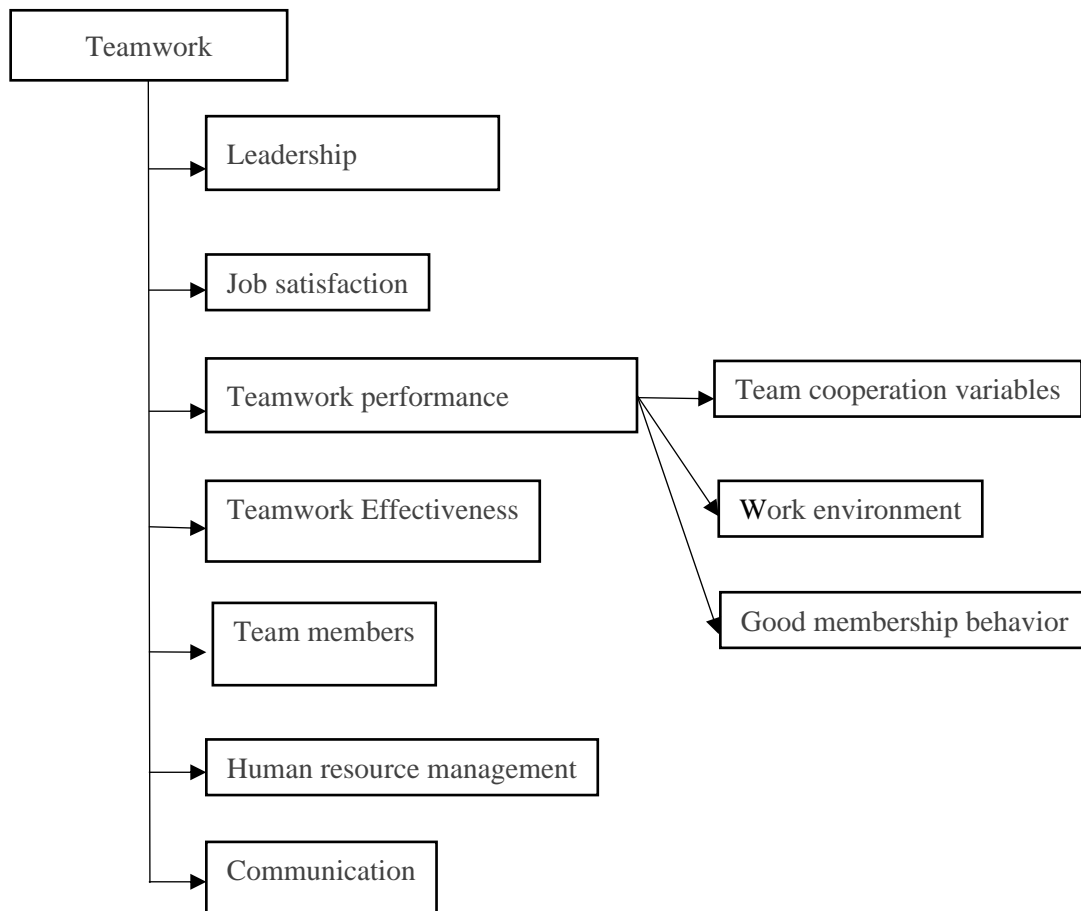 Teamwork
Leadership
Job satisfaction
Teamwork performance
Team cooperation variables
Teamwork Effectiveness
Work environment
Team members
Good membership behavior
Human resource management
Communication